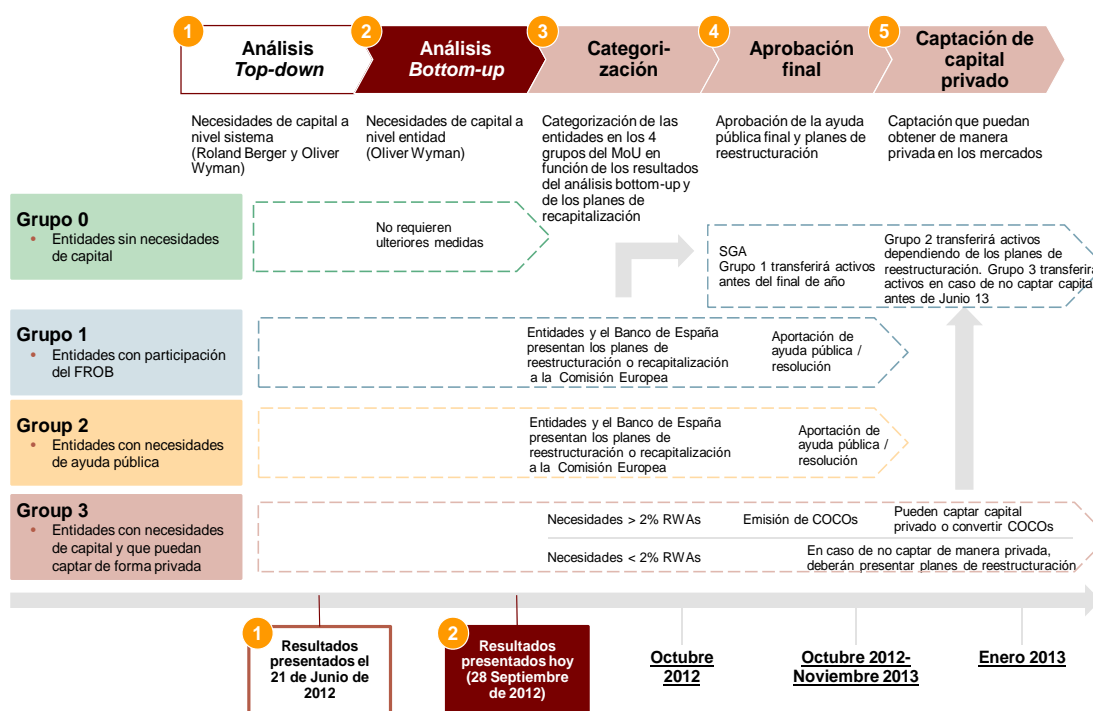 1
Análisis
Top-down
2
Análisis
Bottom-up
3
Categori-
zación
4
Aprobación
final
5
Captación de
capital
privado
Necesidades de capital a
nivel sistema
(Roland Berger y Oliver
Wyman)
Necesidades de capital a
nivel entidad
(Oliver Wyman)
Categorización de las
entidades en los 4
grupos del MoU en
función de los resultados
del análisis bottom-up y
de los planes de
recapitalización
Aprobación de la ayuda
pública final y planes de
reestructuración
Captación que puedan
obtener de manera
privada en los mercados
Grupo 0
• Entidades sin necesidades
de capital
No requieren
ulteriores medidas
SGA
Grupo 1 transferirá activos
antes del final de año
Grupo 2 transferirá activos
dependiendo de los planes de
reestructuración. Grupo 3 transferirá
activos en caso de no captar capital
antes de Junio 13
Grupo 1
• Entidades con participación
del FROB
Entidades y el Banco de España
presentan los planes de
reestructuración o recapitalización
a la Comisión Europea
Aportación de
ayuda pública /
resolución
Group 2
• Entidades con necesidades
de ayuda pública
Entidades y el Banco de España
presentan los planes de
reestructuración o recapitalización
a la Comisión Europea
Aportación de
ayuda pública /
resolución
Group 3
• Entidades con necesidades
de capital y que puedan
captar de forma privada
Necesidades > 2% RWAs
Emisión de COCOs
Pueden captar capital
privado o convertir COCOs
Necesidades < 2% RWAs
En caso de no captar de manera privada,
deberán presentar planes de reestructuración
1
Resultados
presentados el
21 de Junio de
2012
2
Resultados
presentados hoy
(28 Septiembre
de 2012)
Octubre
2012
Octubre 2012-
Noviembre 2013
Enero 2013